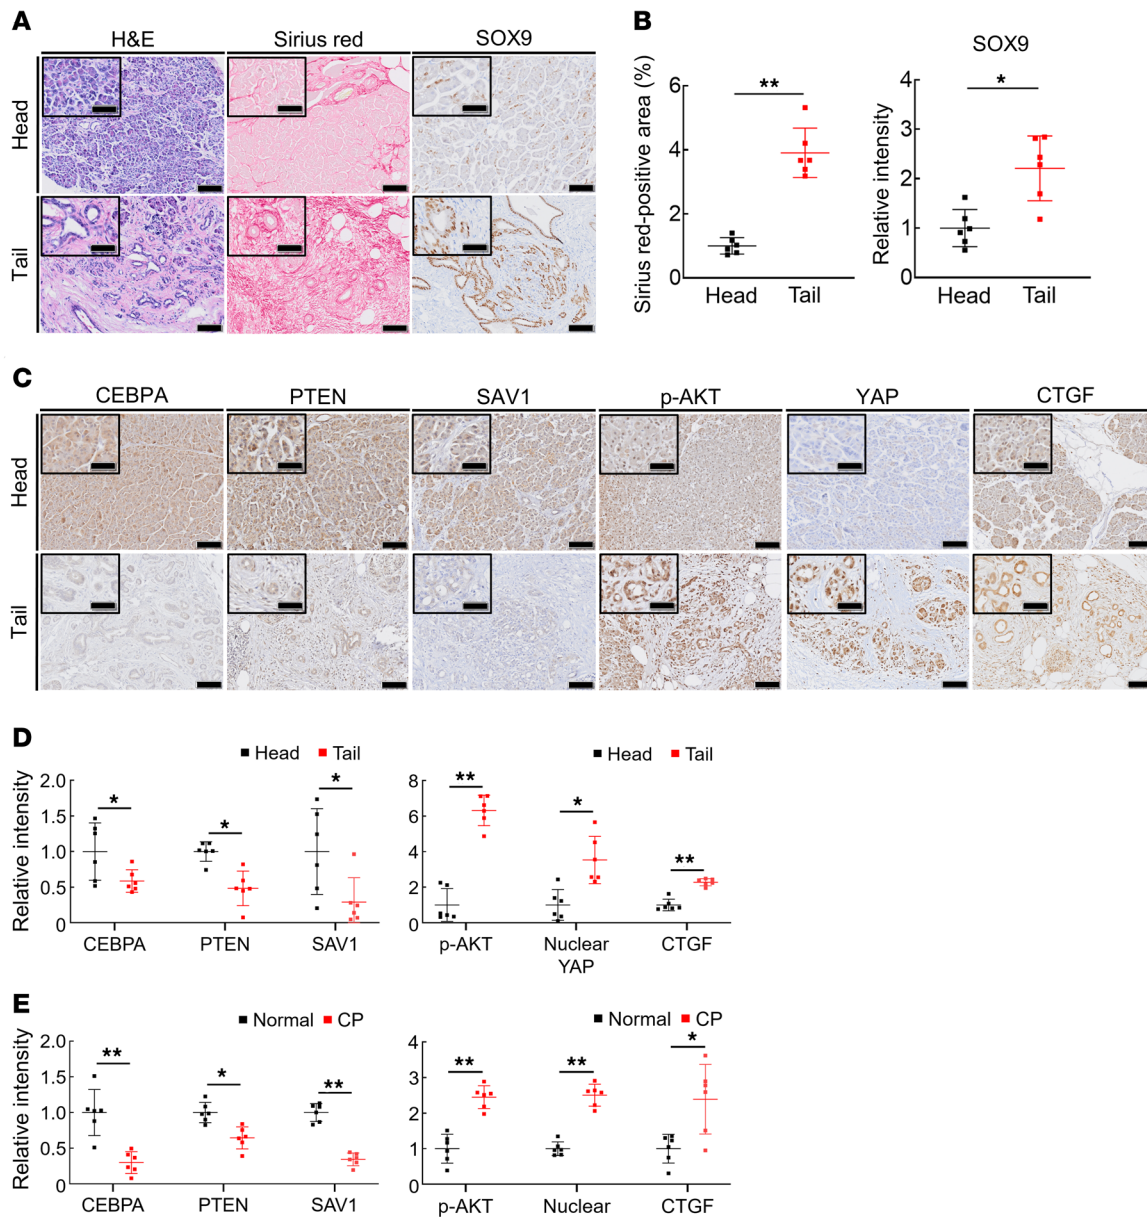 A
H&E
Sirius red
SOX9
Head
Tail
B
Sirius red-positive area (%)
6
4
2
0
**
Head
Tail
SOX9
Relative intensity
4
3
2
1
0
*
Head
Tail
C
CEBPA
PTEN
SAV1
p-AKT
YAP
CTGF
Head
Tail
D
Head
Tail
Relative intensity
2.0
1.5
1.0
0.5
0
*
*
*
CEBPA
PTEN
SAV1
Head
Tail
8
6
4
2
0
**
*
**
p-AKT
Nuclear
YAP
CTGF
E
Normal
CP
Relative intensity
2.0
1.5
1.0
0.5
0
**
*
**
CEBPA
PTEN
SAV1
Normal
CP
4
3
2
1
0
**
**
*
p-AKT
Nuclear
CTGF